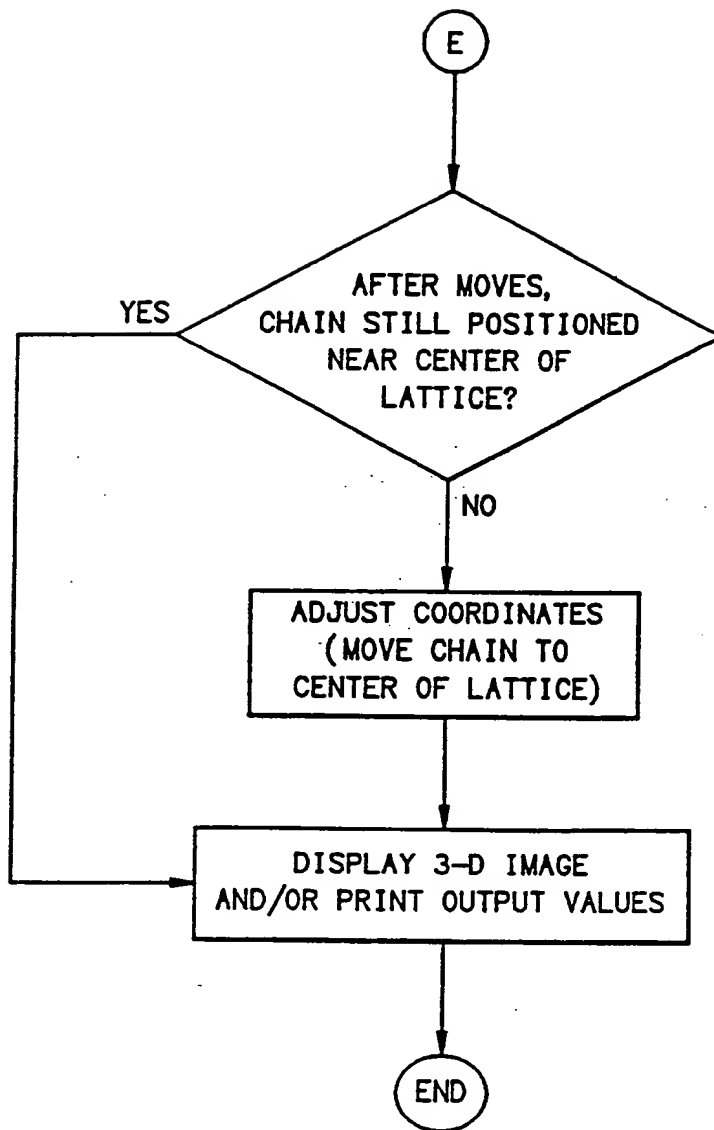 E
AFTER MOVES,
CHAIN STILL POSITIONED
NEAR CENTER OF
LATTICE?
YES
NO
ADJUST COORDINATES
(MOVE CHAIN TO
CENTER OF LATTICE)
DISPLAY 3-D IMAGE
AND/OR PRINT OUTPUT VALUES
END